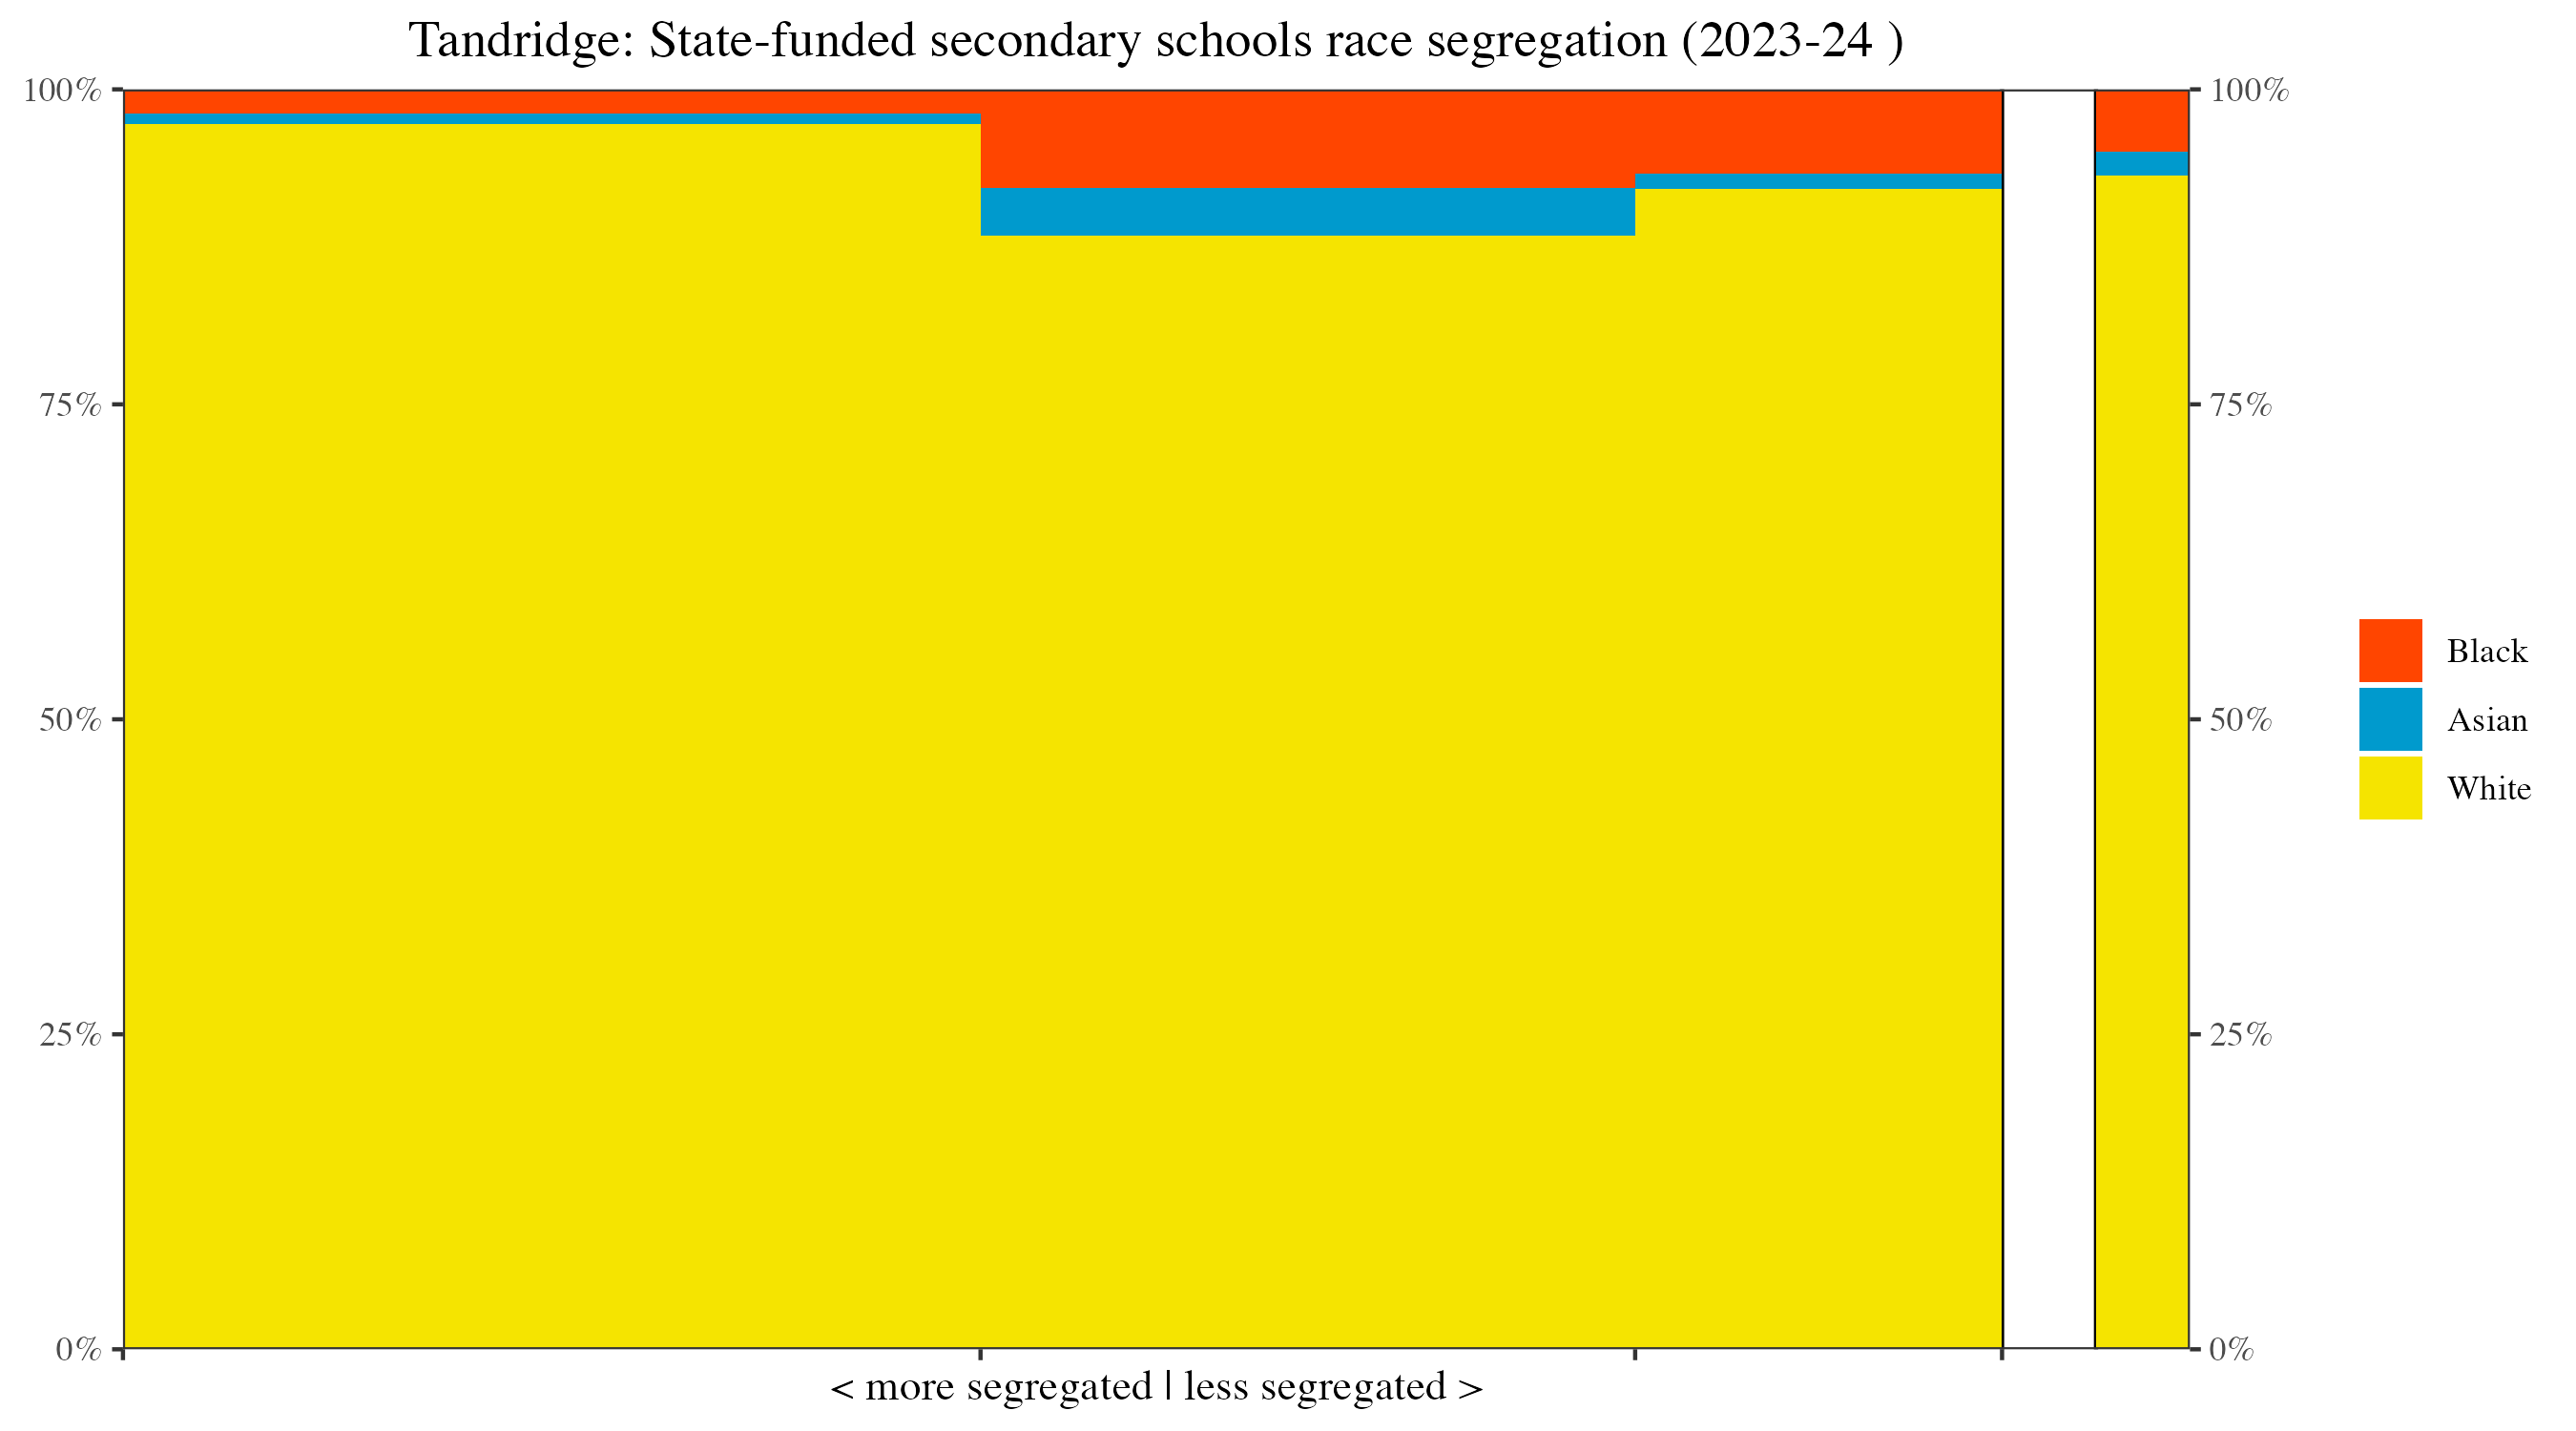 Tandridge: State-funded secondary schools race segregation (2023-24 )
100%
75%
50%
25%
0%
100%
75%
50%
25%
0%
Black
Asian
White
< more segregated | less segregated >